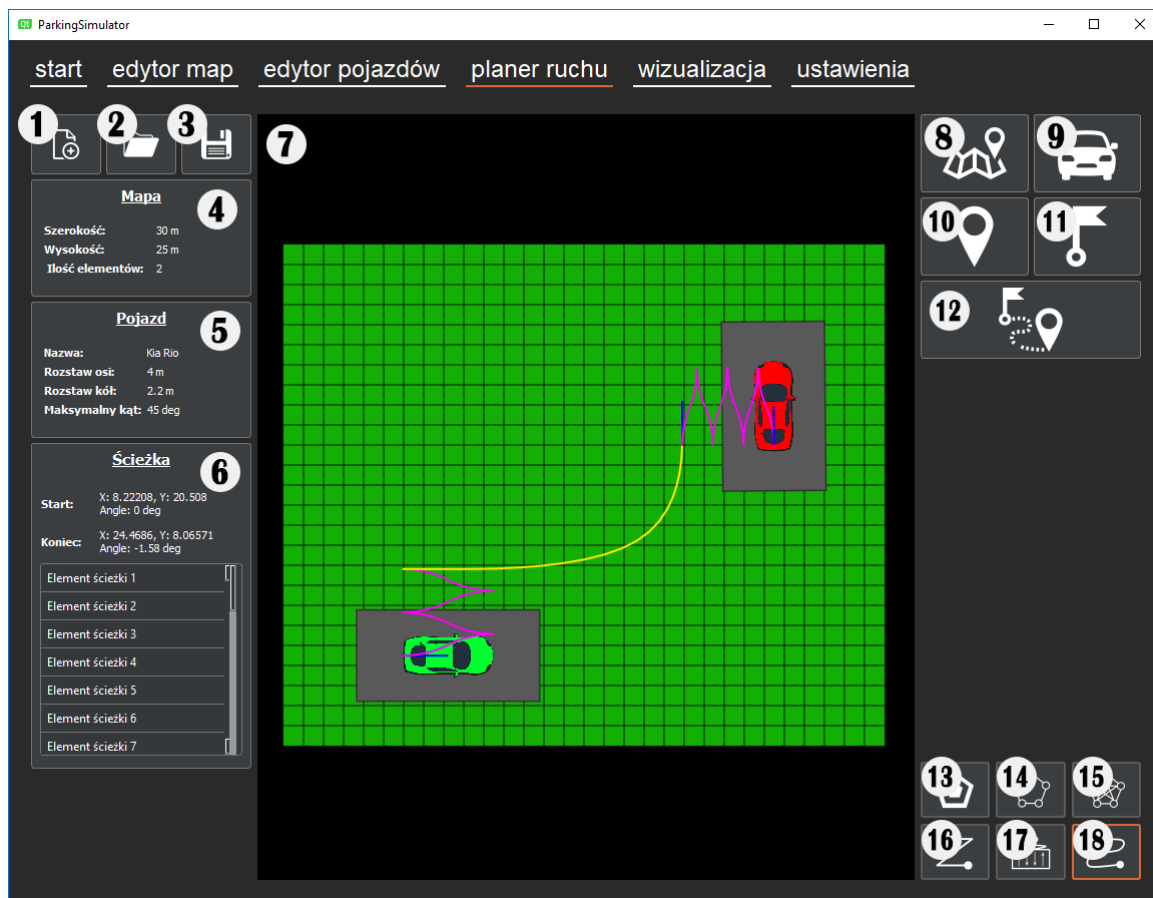 Qt ParkingSimulator
start edytor map edytor pojazdów planer ruchu wizualizacja ustawienia
1 2 3
7
8 9
Mapa 4
Szerokość: 30 m
Wysokość: 25 m
Ilość elementów: 2
10 11
12
Pojazd 5
Nazwa: Kia Rio
Rozstaw osi: 4 m
Rozstaw kół: 2.2 m
Maksymalny kąt: 45 deg
Ścieżka 6
Start: X: 8.22208, Y: 20.508
Angle: 0 deg
Koniec: X: 24.4686, Y: 8.06571
Angle: -1.58 deg
Element ścieżki 1
Element ścieżki 2
Element ścieżki 3
Element ścieżki 4
Element ścieżki 5
Element ścieżki 6
Element ścieżki 7
13 14 15
16 17 18